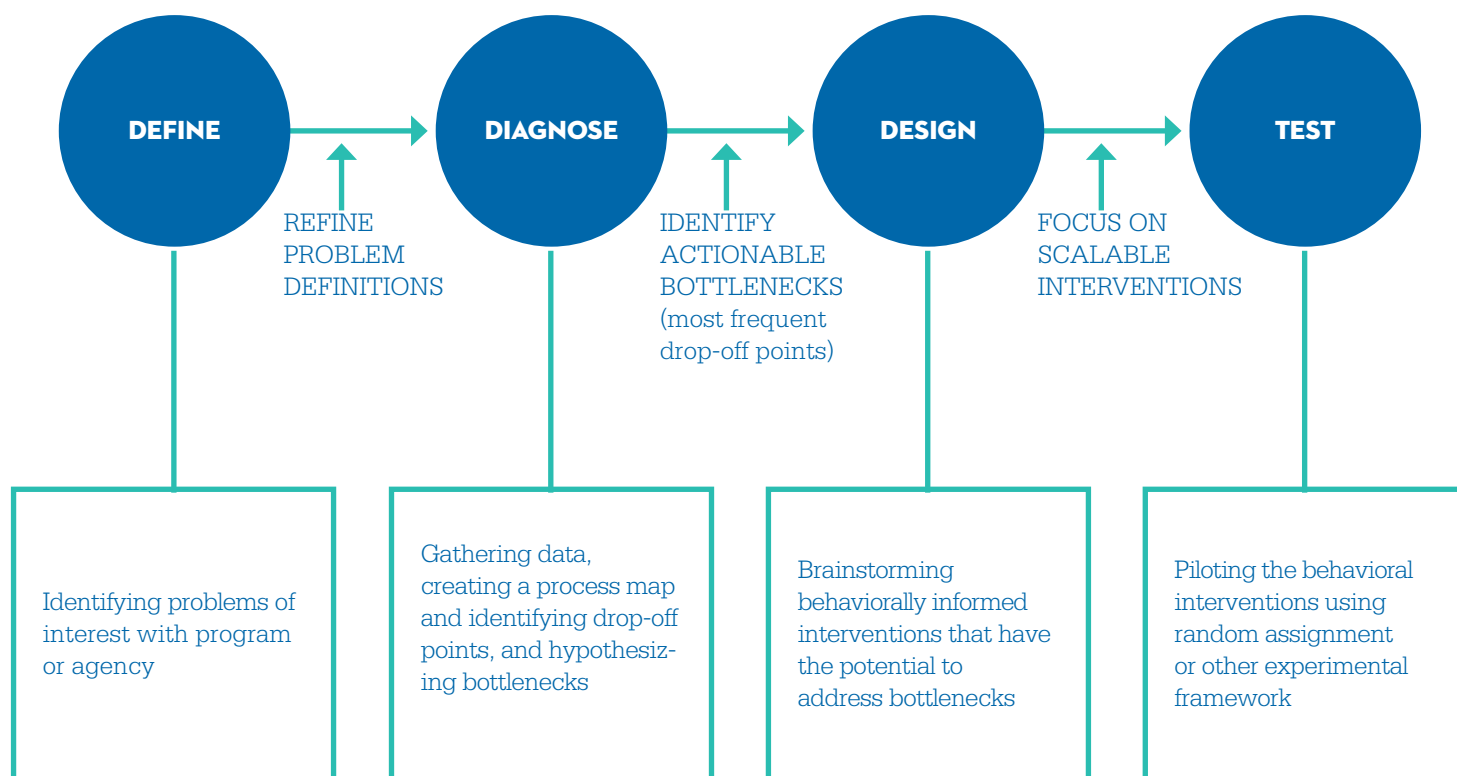 DEFINE
DIAGNOSE
DESIGN
TEST
REFINE
PROBLEM
DEFINITIONS
IDENTIFY
ACTIONABLE
BOTTLENECKS
(most frequent
drop-off points)
FOCUS ON
SCALABLE
INTERVENTIONS
Identifying problems of
interest with program
or agency
Gathering data,
creating a process map
and identifying drop-off
points, and hypothesiz-
ing bottlenecks
Brainstorming
behaviorally informed
interventions that have
the potential to
address bottlenecks
Piloting the behavioral
interventions using
random assignment
or other experimental
framework